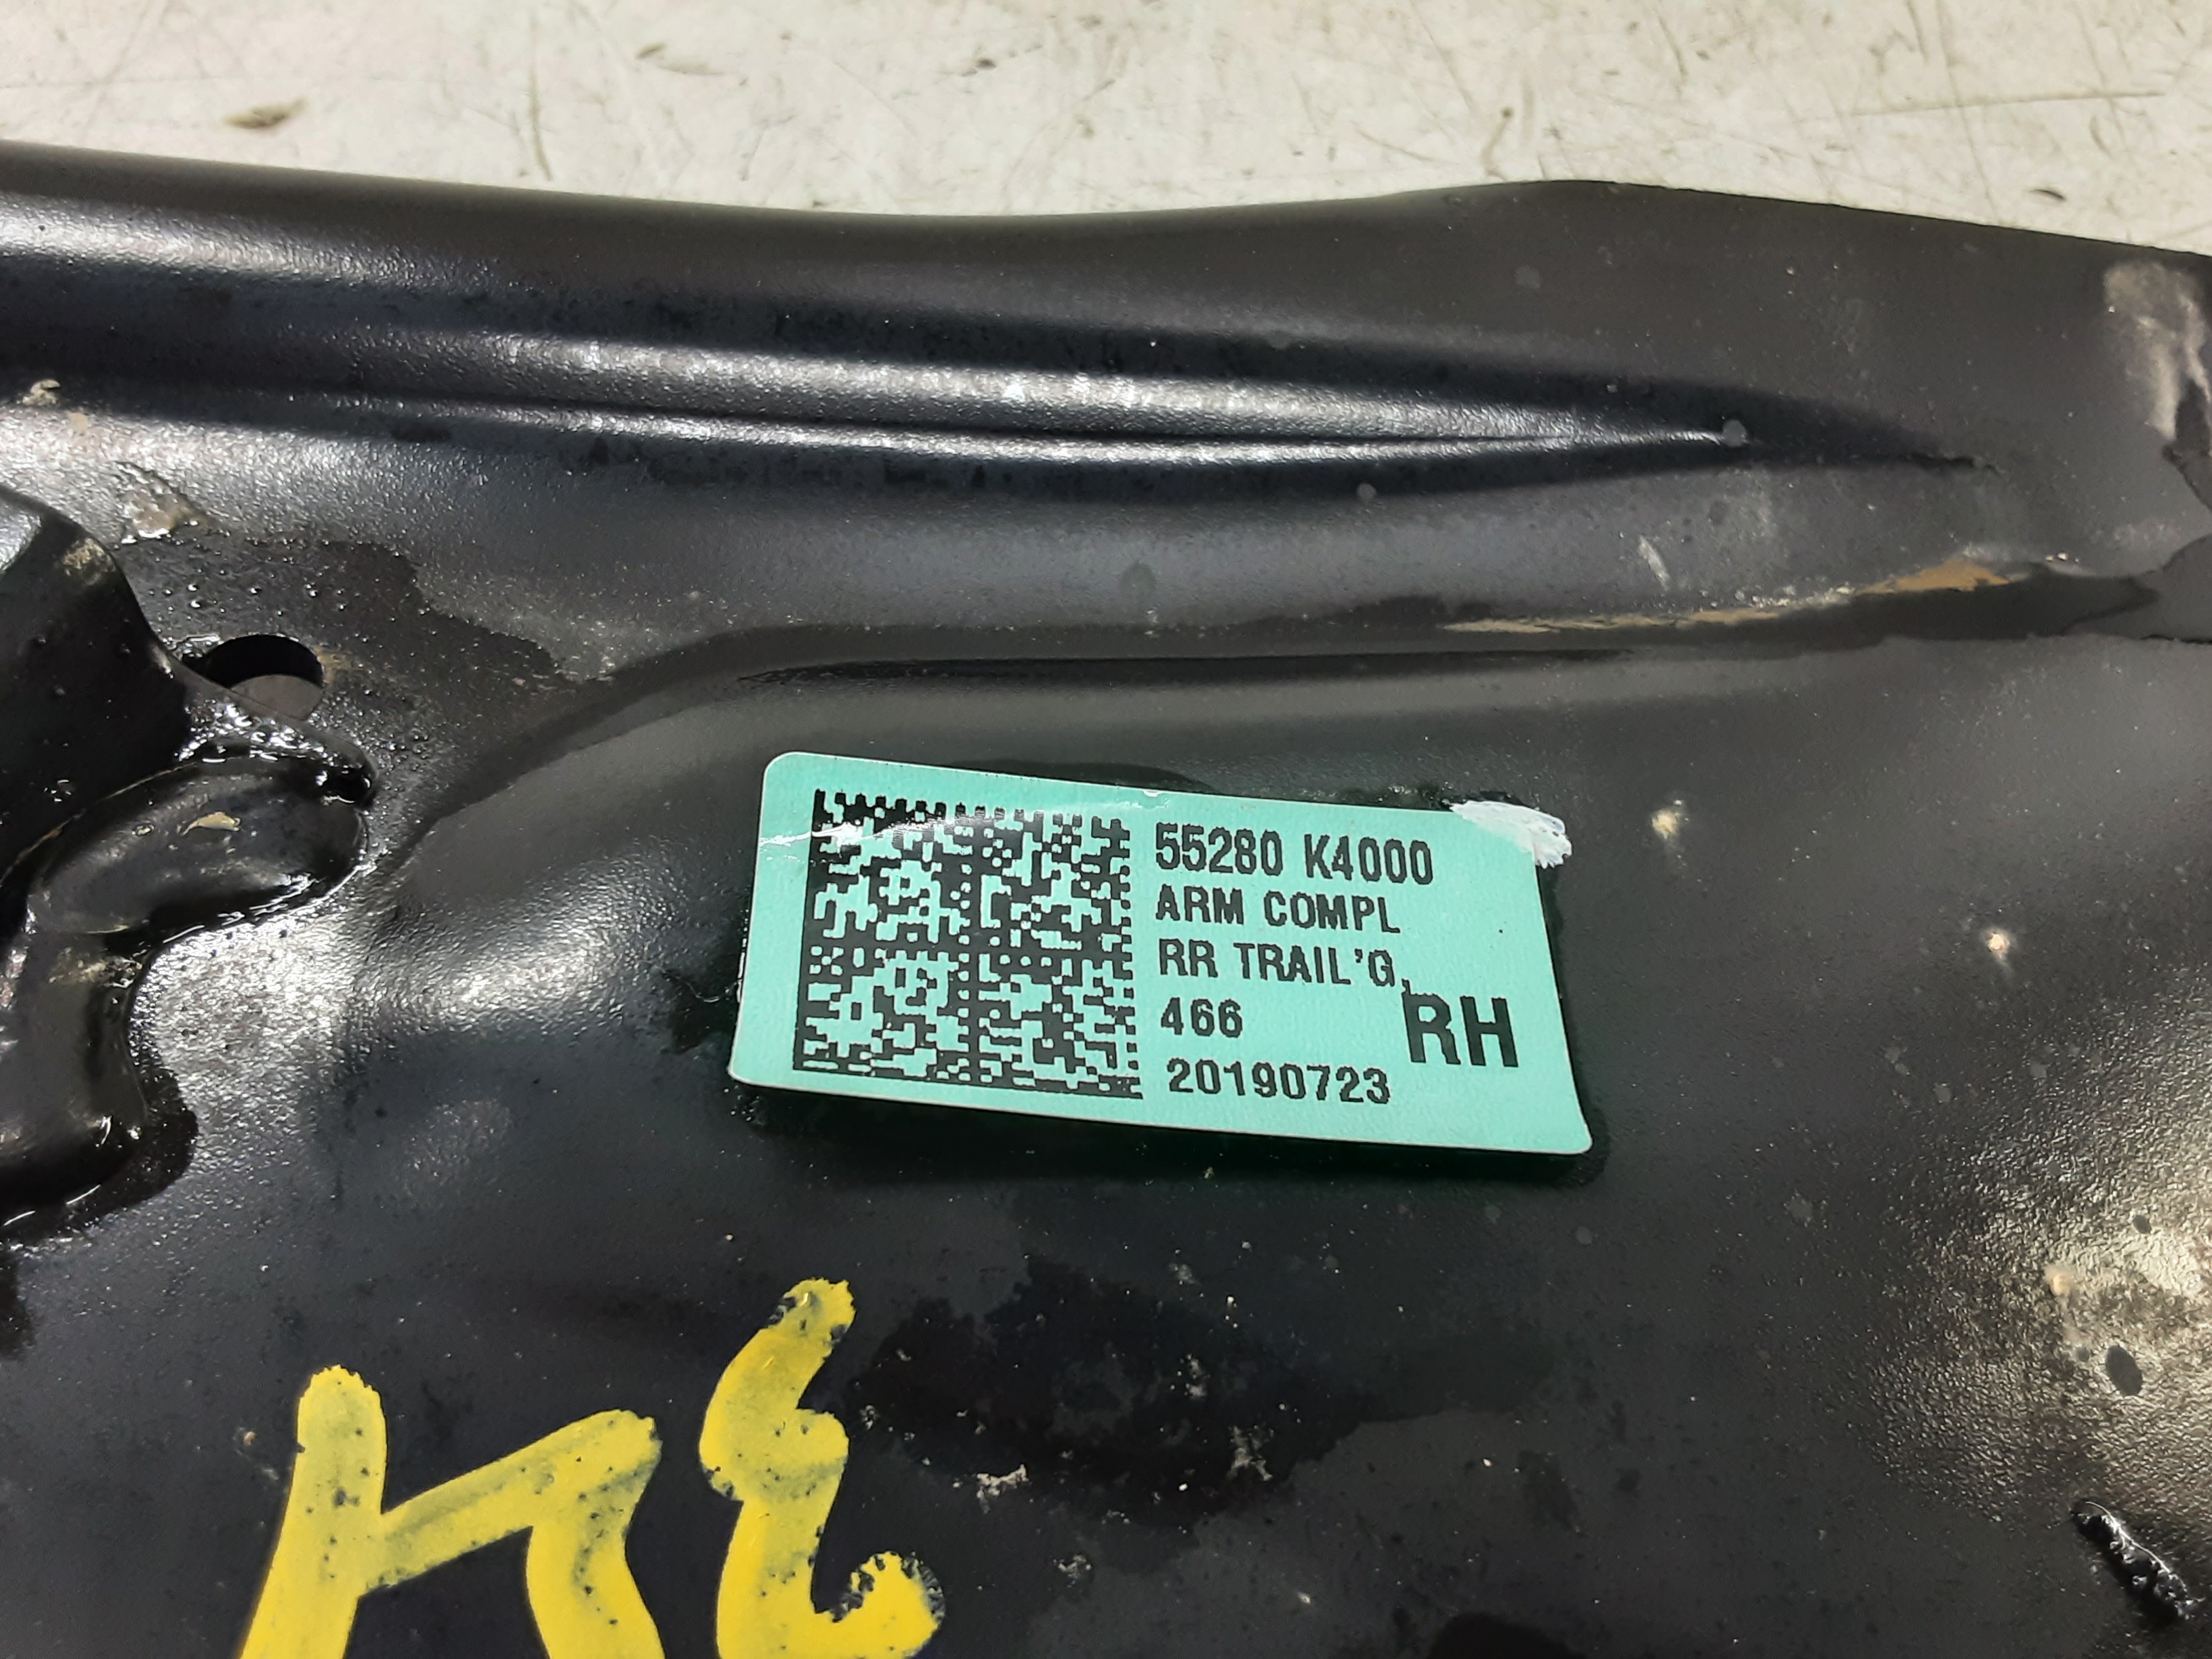 55280 K4000
ARM COMPL
RR TRAIL'G,
466 RH
20190723